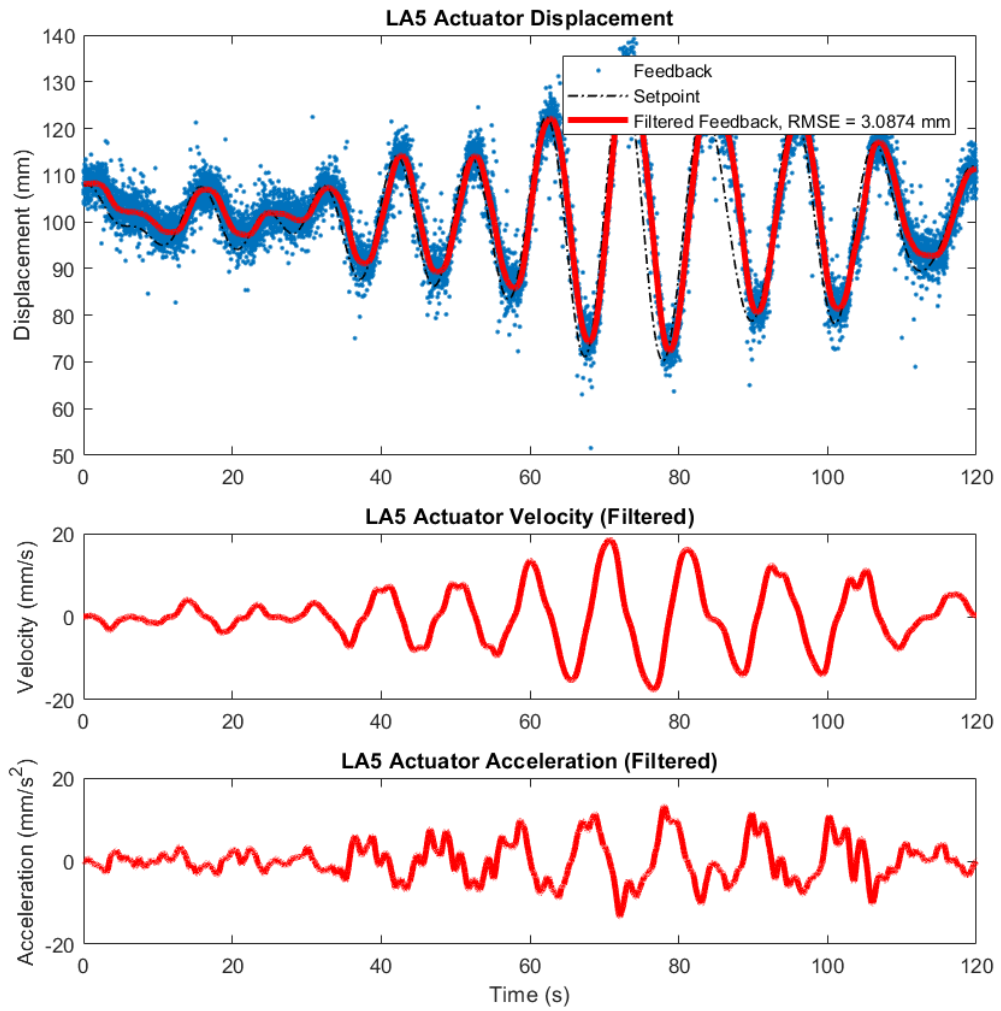 LA5 Actuator Displacement
140
130
120
110
100
90
80
70
60
50
Displacement (mm)
Feedback
Setpoint
Filtered Feedback, RMSE = 3.0874 mm
0 20 40 60 80 100 120
LA5 Actuator Velocity (Filtered)
20
0
-20
Velocity (mm/s)
0 20 40 60 80 100 120
LA5 Actuator Acceleration (Filtered)
20
0
-20
Acceleration (mm/s²)
0 20 40 60 80 100 120
Time (s)